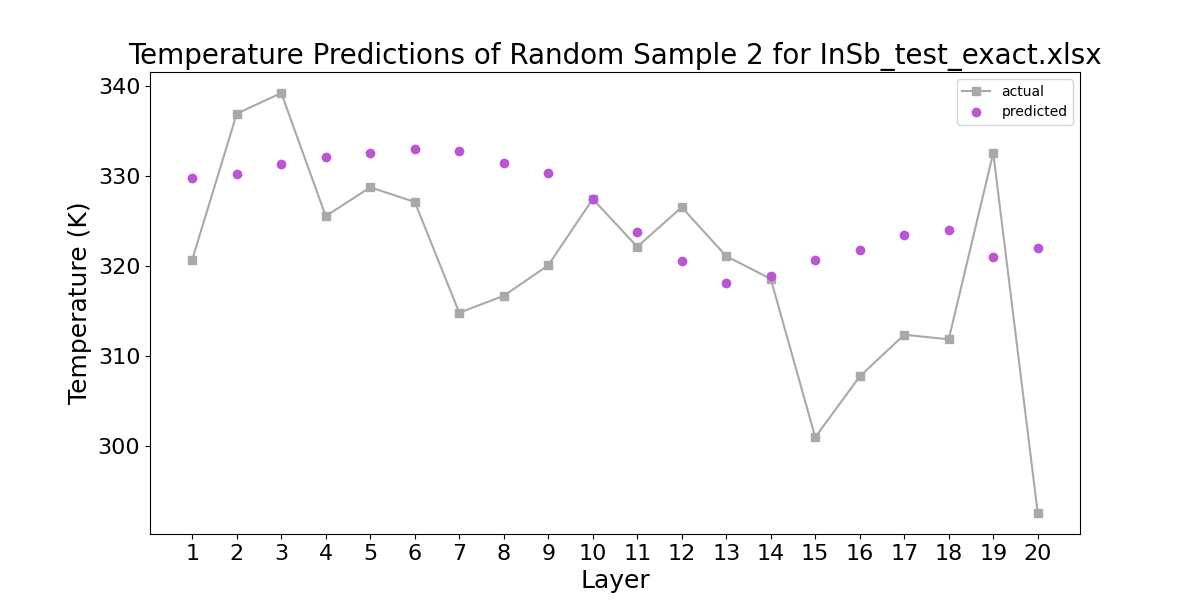 Temperature Predictions of Random Sample 2 for InSb_test_exact.xlsx
actual
predicted
Temperature (K)
340
330
320
310
300
1 2 3 4 5 6 7 8 9 10 11 12 13 14 15 16 17 18 19 20
Layer